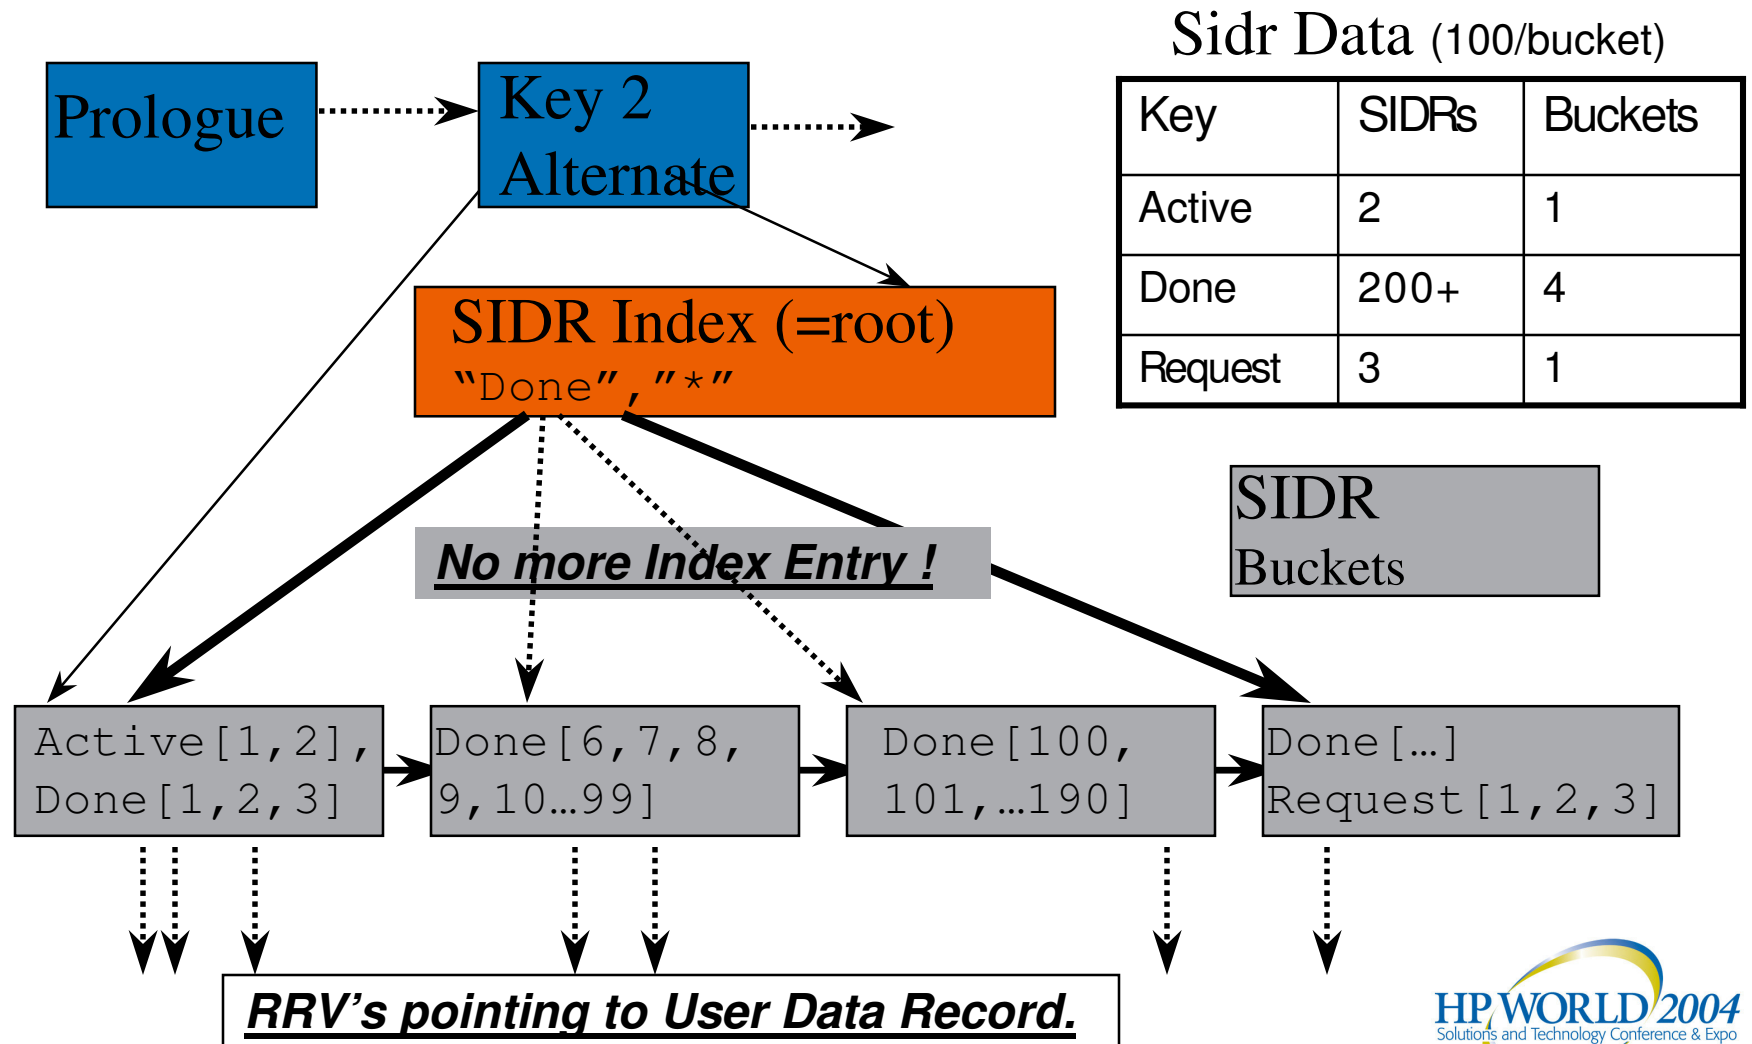 Sidr Data (100/bucket)
Prologue
Key 2
Alternate
Key SIDRs Buckets
Active 2 1
Done 200+ 4
Request 3 1
SIDR Index (=root)
“Done”,”*”
SIDR
Buckets
No more Index Entry !
Active[1,2],
Done[1,2,3]
Done[6,7,8,
9,10…99]
Done[100,
101,…190]
Done[…]
Request[1,2,3]
RRV’s pointing to User Data Record.
HP WORLD 2004
Solutions and Technology Conference & Expo